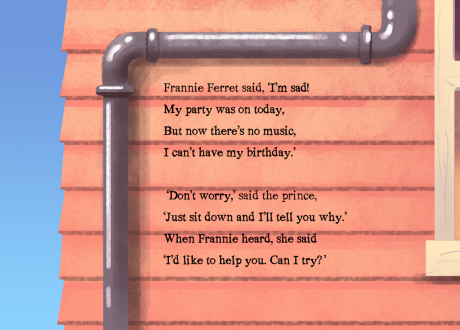 Frannie Ferret said, ‘I’m sad!
My party was on today,
But now there’s no music,
I can’t have my birthday.’
‘Don’t worry,’ said the prince,
‘Just sit down and I’ll tell you why.’
When Frannie heard, she said
‘I’d like to help you. Can I try?’